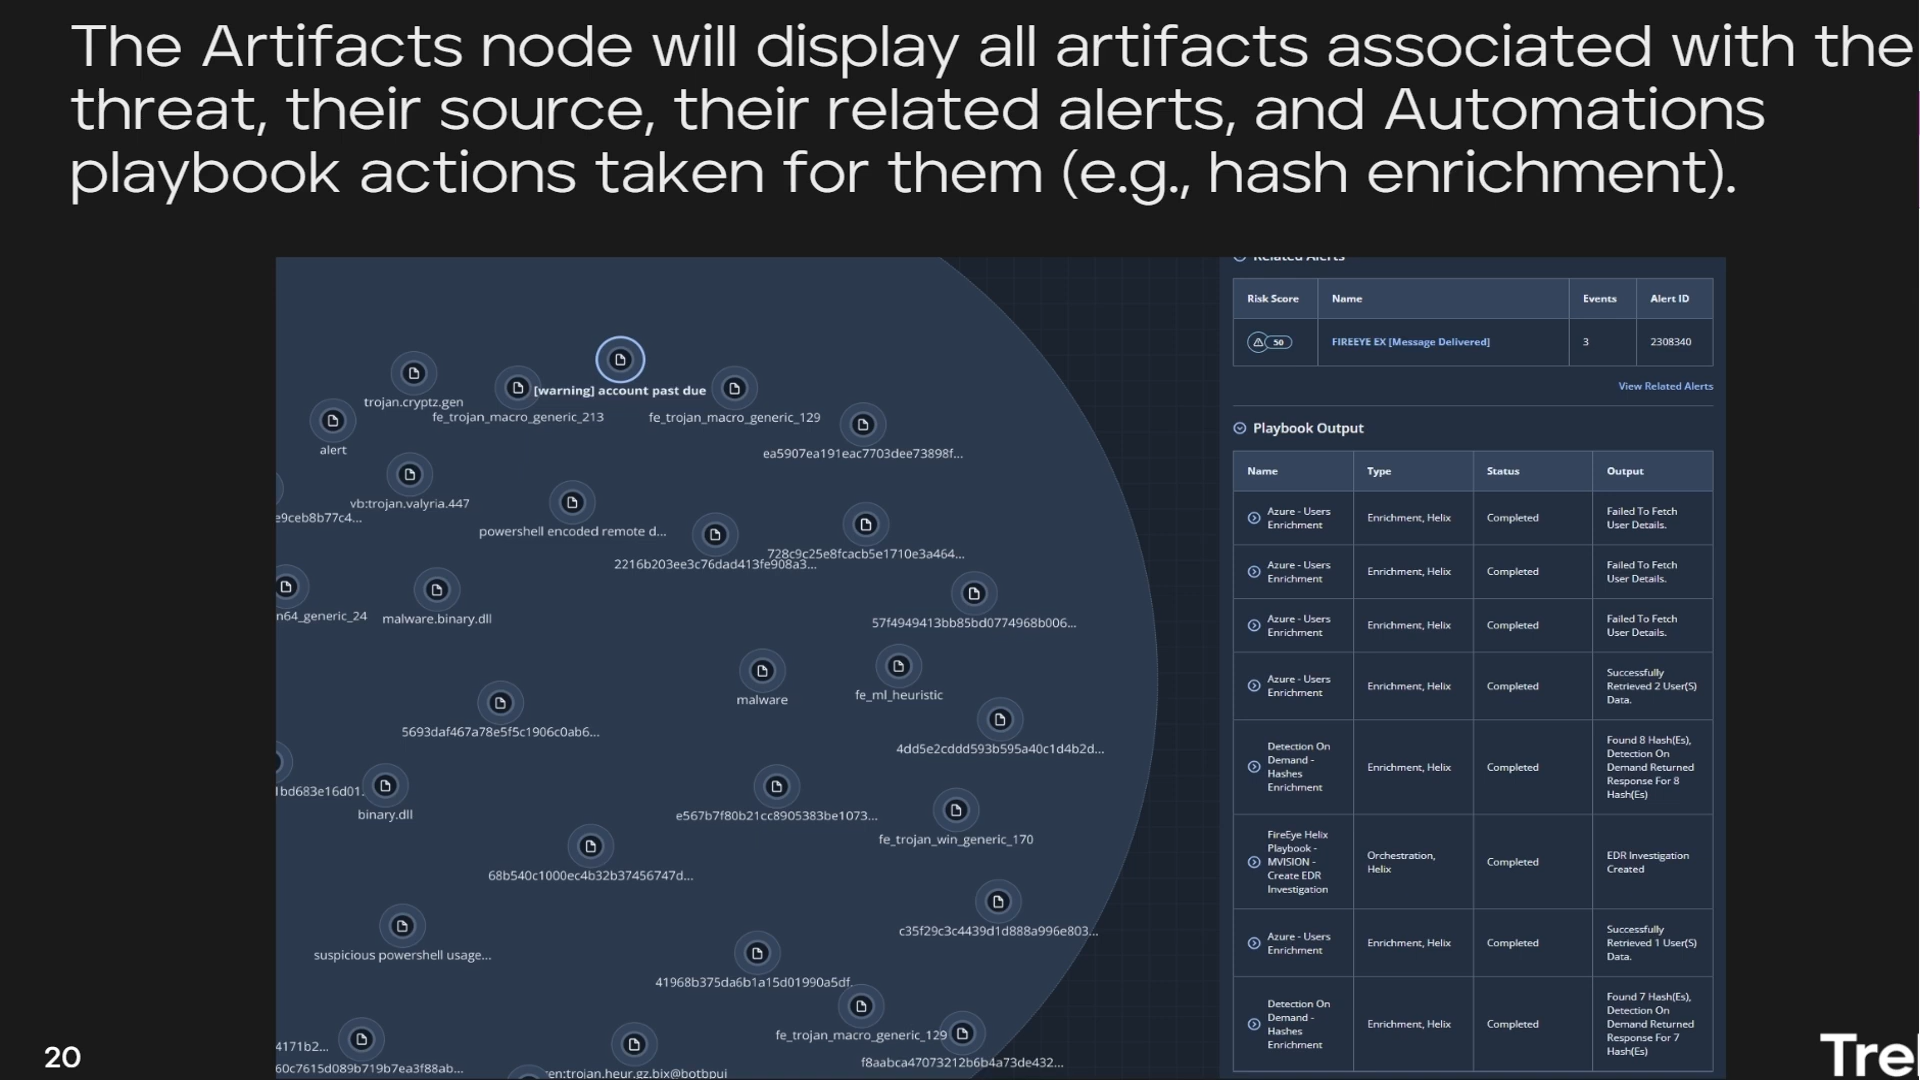 The Artifacts node will display all artifacts associated with the
threat, their source, their related alerts, and Automations
playbook actions taken for them (e.g., hash enrichment).
trojan.cryptz.gen
[warning] account past due
fe_trojan_macro_generic_213
fe_trojan_macro_generic_129
alert
ea5907ea191eac7703dee73898f...
vb:trojan.valyria.447
e9ceb8b77c4...
powershell encoded remote d...
728c9c25e8fcacb5e1710e3a464...
2216b203ee3c76dad413fe908a3...
n64_generic_24
malware.binary.dll
57f4949413bb85bd0774968b006...
malware
fe_ml_heuristic
5693daf467a78e5f5c1906c0ab6...
4dd5e2cddd593b595a40c1d4b2d...
1bd683e16d01.
binary.dll
e567b7f80b21cc8905383be1073...
fe_trojan_win_generic_170
68b540c1000ec4b32b37456747d...
c35f29c3c4439d1d888a996e803...
suspicious powershell usage...
41968b375da6b1a15d01990a5df.
fe_trojan_macro_generic_129
4171b2...
60c7615d089b719b7ea3f88ab...
f8aabca47073212b6b4a73de432...
en:trojan.heur.gz.bix@botbpui
Related Alerts
Risk Score Name Events Alert ID
50 FIREEYE EX [Message Delivered] 3 2308340
View Related Alerts
Playbook Output
Name Type Status Output
Azure - Users
Enrichment
Enrichment, Helix
Completed
Failed To Fetch
User Details.
Azure - Users
Enrichment
Enrichment, Helix
Completed
Failed To Fetch
User Details.
Azure - Users
Enrichment
Enrichment, Helix
Completed
Failed To Fetch
User Details.
Azure - Users
Enrichment
Enrichment, Helix
Completed
Successfully
Retrieved 2 User(S)
Data.
Detection On
Demand -
Hashes
Enrichment
Enrichment, Helix
Completed
Found 8 Hash(Es),
Detection On
Demand Returned
Response For 8
Hash(Es)
FireEye Helix
Playbook -
MVISION -
Create EDR
Investigation
Orchestration,
Helix
Completed
EDR Investigation
Created
Azure - Users
Enrichment
Enrichment, Helix
Completed
Successfully
Retrieved 1 User(S)
Data.
Detection On
Demand -
Hashes
Enrichment
Enrichment, Helix
Completed
Found 7 Hash(Es),
Detection On
Demand Returned
Response For 7
Hash(Es)
20
Trel